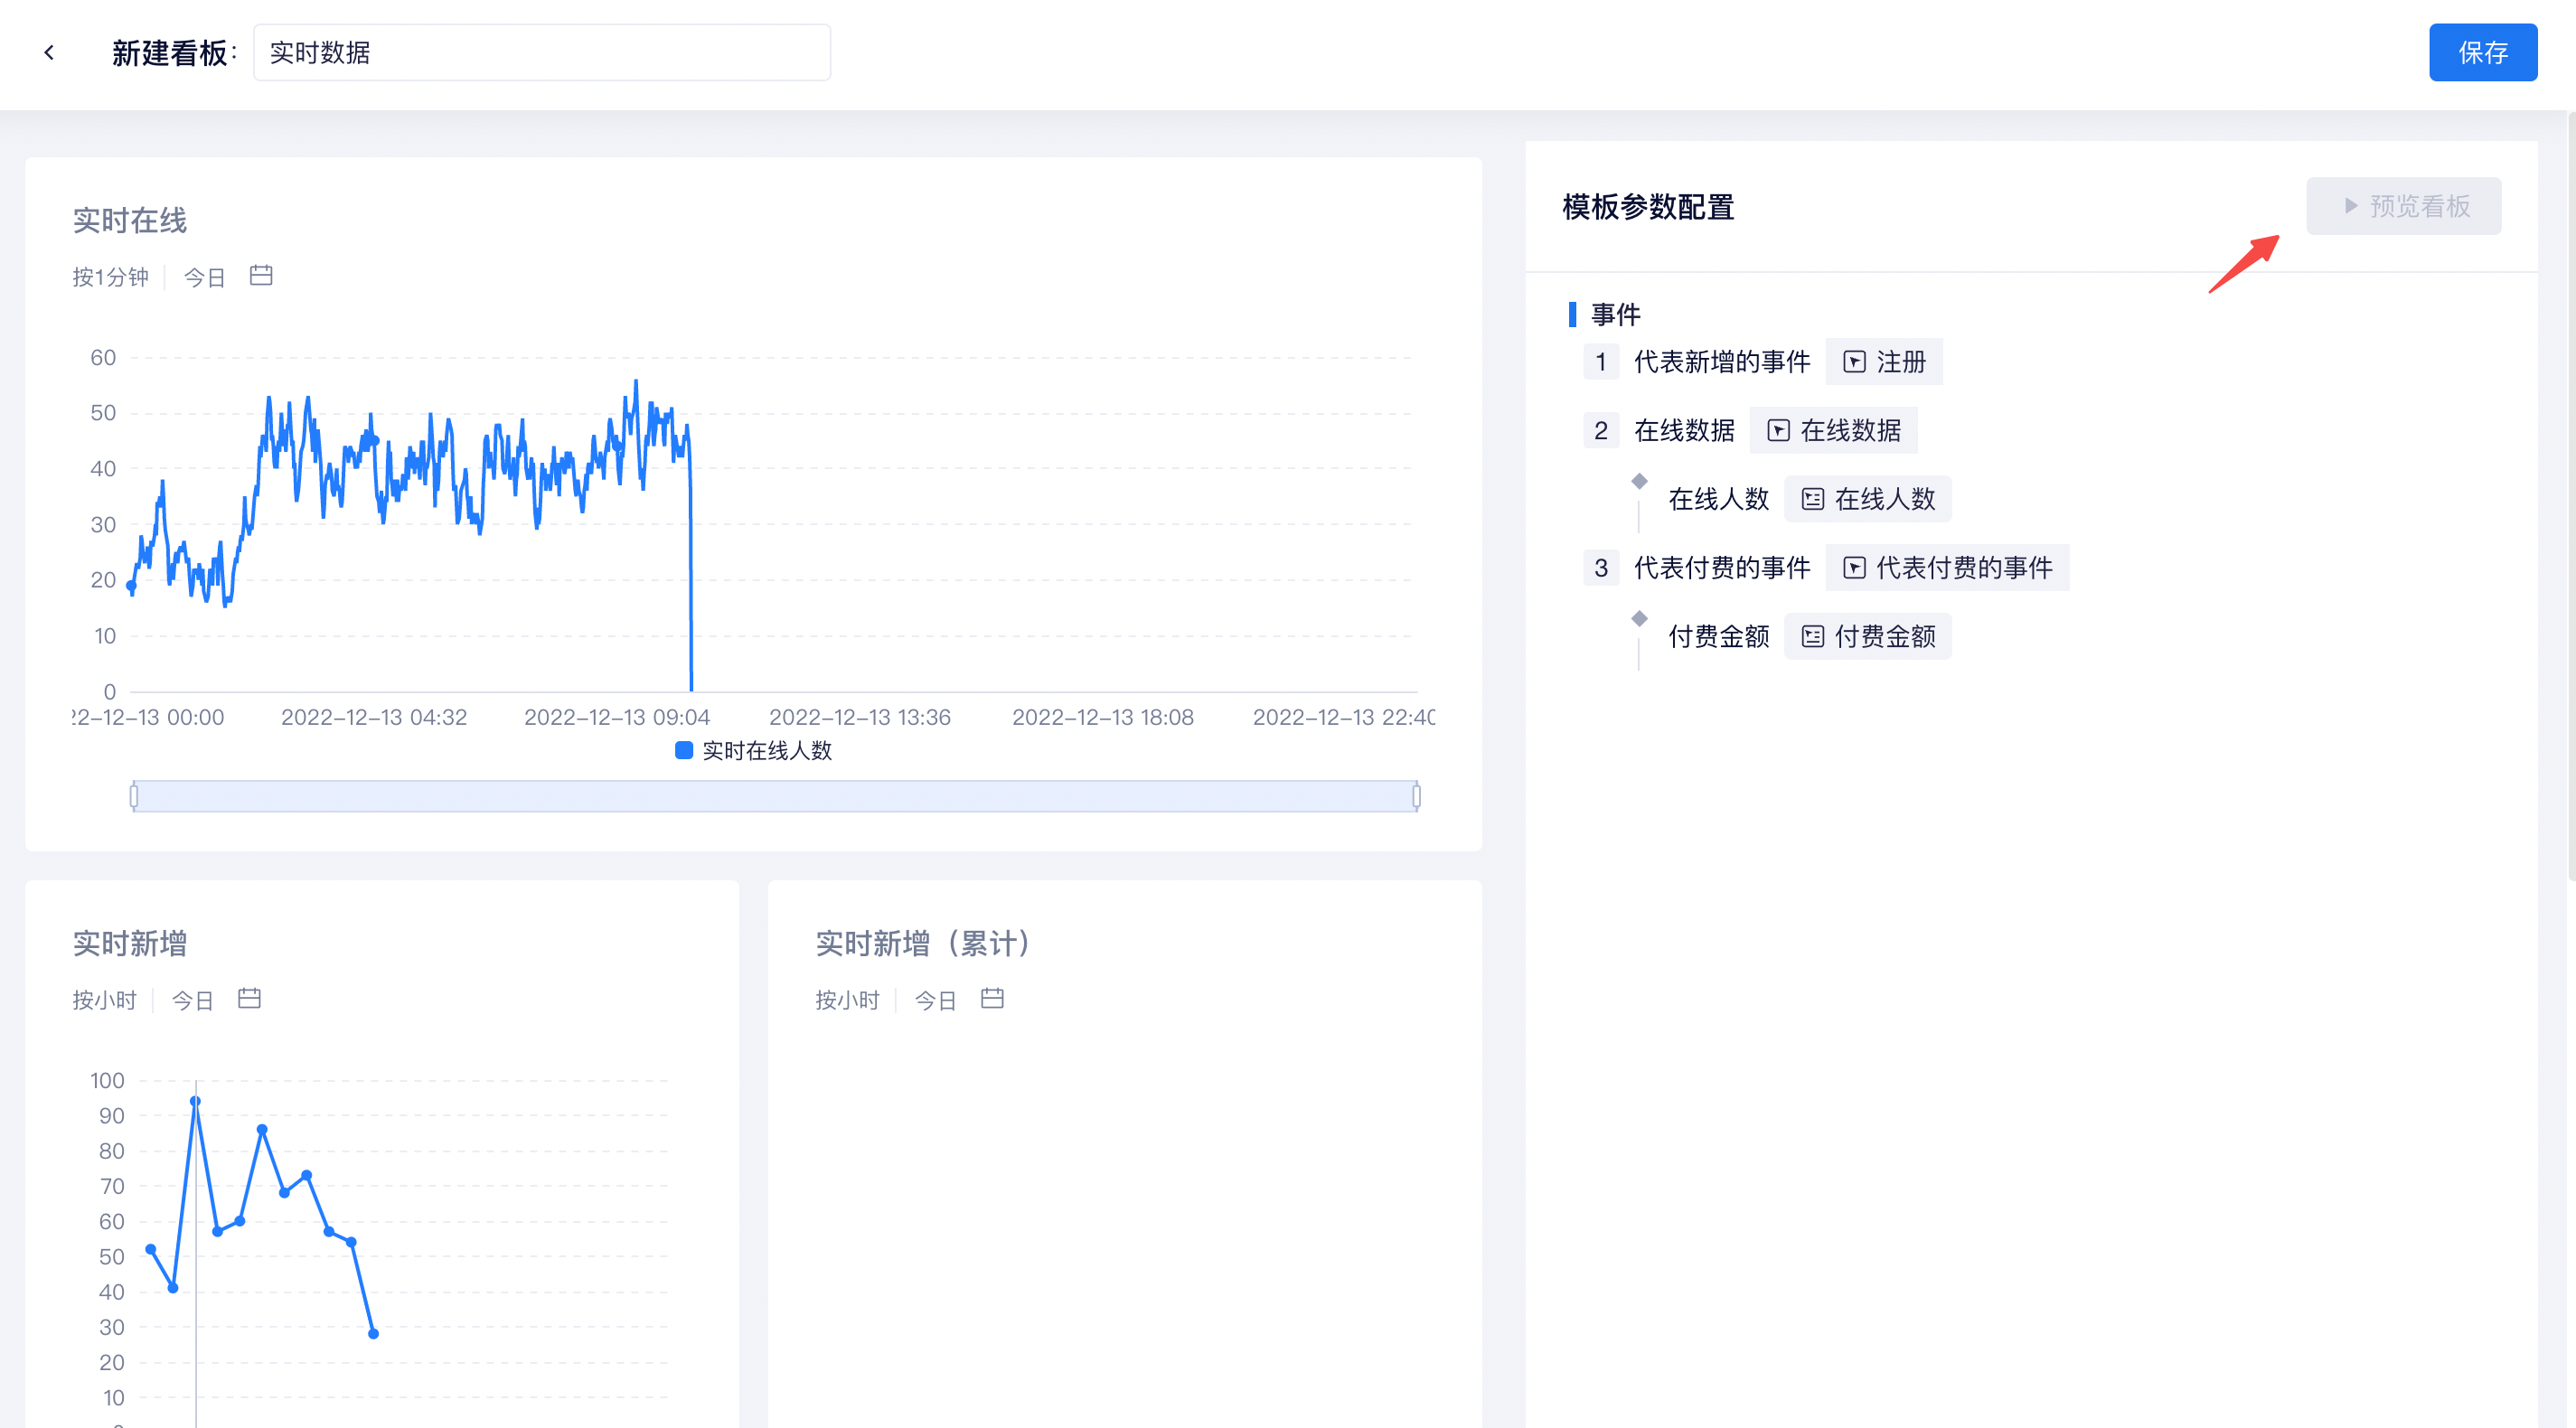 新建看板: 实时数据
保存
实时在线
按1分钟 今日
60
50
40
30
20
10
0
22-12-13 00:00 2022-12-13 04:32 2022-12-13 09:04 2022-12-13 13:36 2022-12-13 18:08 2022-12-13 22:40
实时在线人数
实时新增
按小时 今日
100
90
80
70
60
50
40
30
20
10
实时新增（累计）
按小时 今日
模板参数配置
预览看板
事件
1 代表新增的事件 注册
2 在线数据 在线数据
在线人数 在线人数
3 代表付费的事件 代表付费的事件
付费金额 付费金额